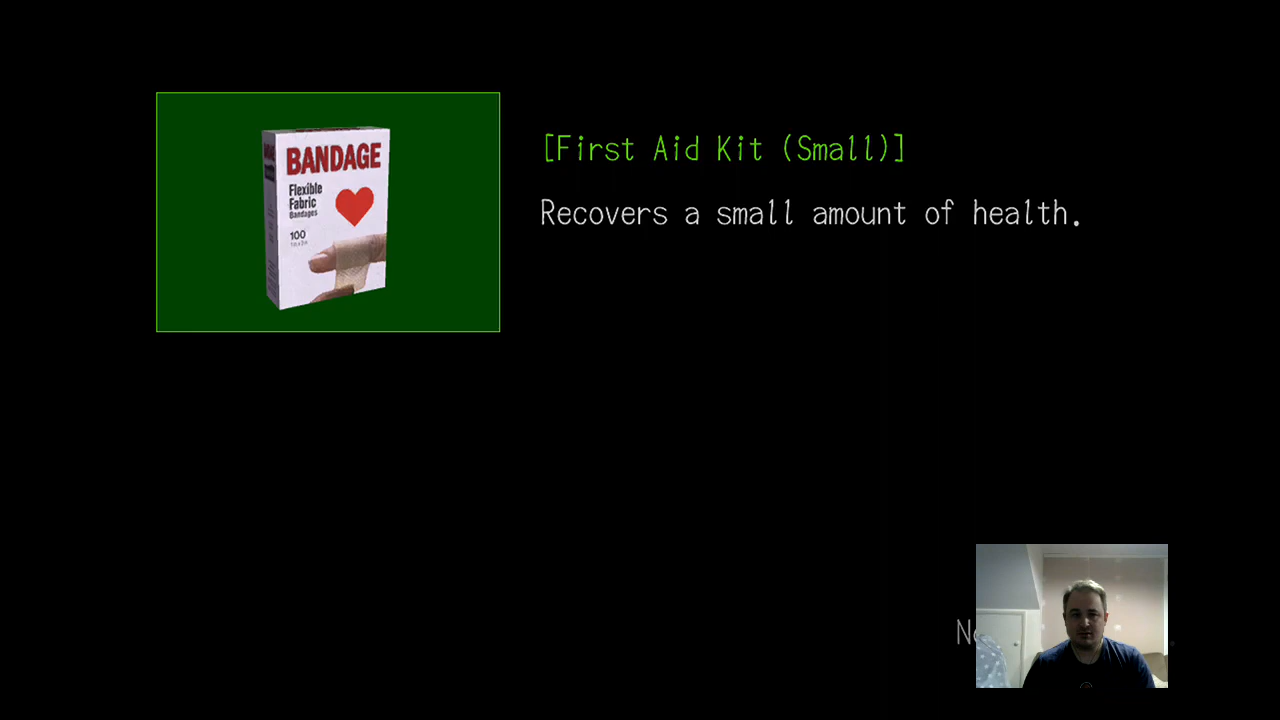 [First Aid Kit (Small)]
Recovers a small amount of health.
BANDAGE
Flexible
Fabric
Bandages
100